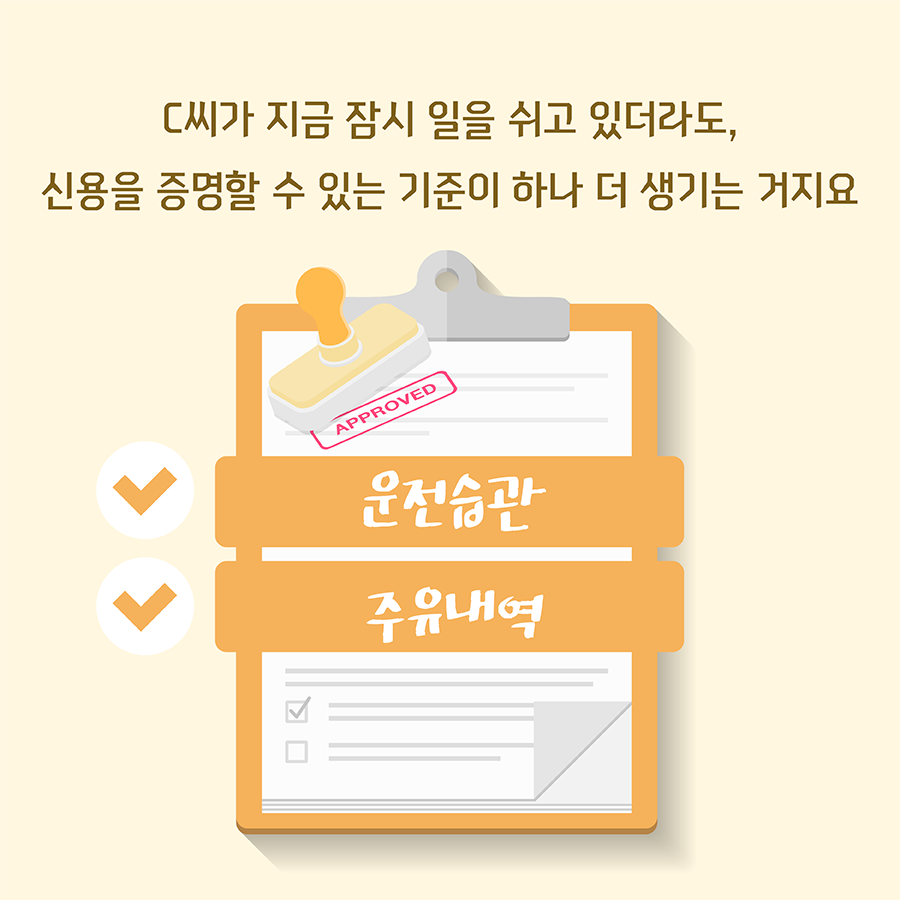 C씨가 지금 잠시 일을 쉬고 있더라도,
신용을 증명할 수 있는 기준이 하나 더 생기는 거지요
APPROVED
운전습관
주유내역